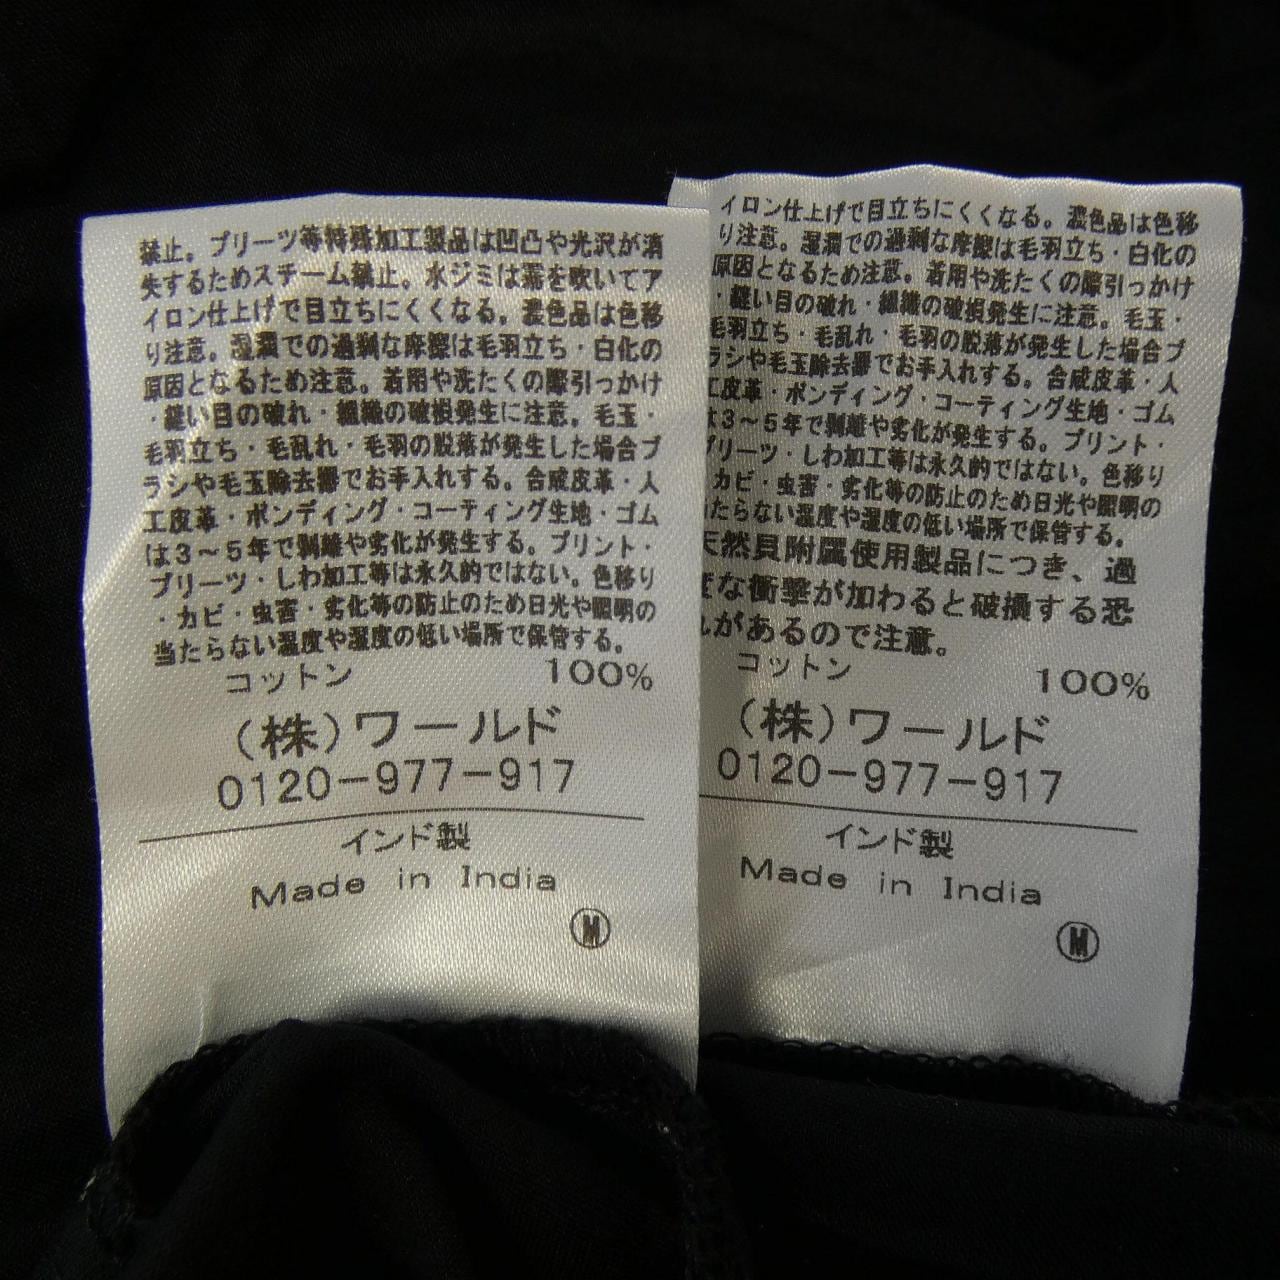 禁止。プリーツ等特殊加工製品は凹凸や光沢が消
失するためスチーム禁止。水ジミは霧を吹いてア
イロン仕上げで目立ちにくくなる。濃色品は色移
り注意。湿潤での過剰な摩擦は毛羽立ち・白化の
原因となるため注意。着用や洗たくの際引っかけ
・縫い目の破れ・組織の破損発生に注意。毛玉・
毛羽立ち・毛乱れ・毛羽の脱落が発生した場合ブ
ラシや毛玉除去器でお手入れする。合成皮革・人
工皮革・ボンディング・コーティング生地・ゴム
は3～5年で剥離や劣化が発生する。プリント・
プリーツ・しわ加工等は永久的ではない。色移り
・カビ・虫害・劣化等の防止のため日光や照明の
当たらない温度や湿度の低い場所で保管する。
コットン 100%
(株)ワールド
0120-977-917
インド製
Made in India
M
イロン仕上げで目立ちにくくなる。濃色品は色移
り注意。湿潤での過剰な摩擦は毛羽立ち・白化の
原因となるため注意。着用や洗たくの際引っかけ
・縫い目の破れ・組織の破損発生に注意。毛玉・
毛羽立ち・毛乱れ・毛羽の脱落が発生した場合ブ
ラシや毛玉除去器でお手入れする。合成皮革・人
工皮革・ボンディング・コーティング生地・ゴム
は3～5年で剥離や劣化が発生する。プリント・
プリーツ・しわ加工等は永久的ではない。色移り
カビ・虫害・劣化等の防止のため日光や照明の
たらない温度や湿度の低い場所で保管する。
天然貝附属使用製品につき、過
度な衝撃が加わると破損する恐
れがあるので注意。
コットン 100%
(株)ワールド
0120-977-917
インド製
Made in India
M